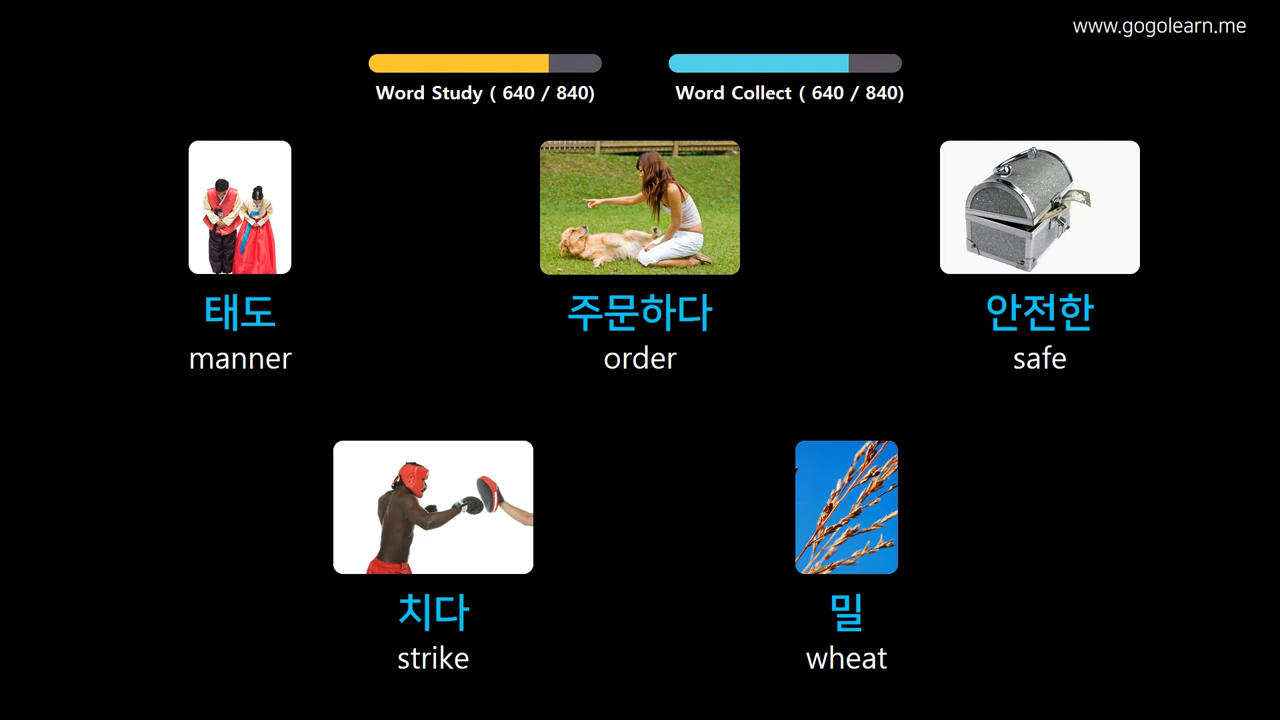 www.gogolearn.me
Word Study ( 640 / 840)
Word Collect ( 640 / 840)
태도
manner
주문하다
order
안전한
safe
치다
strike
밀
wheat